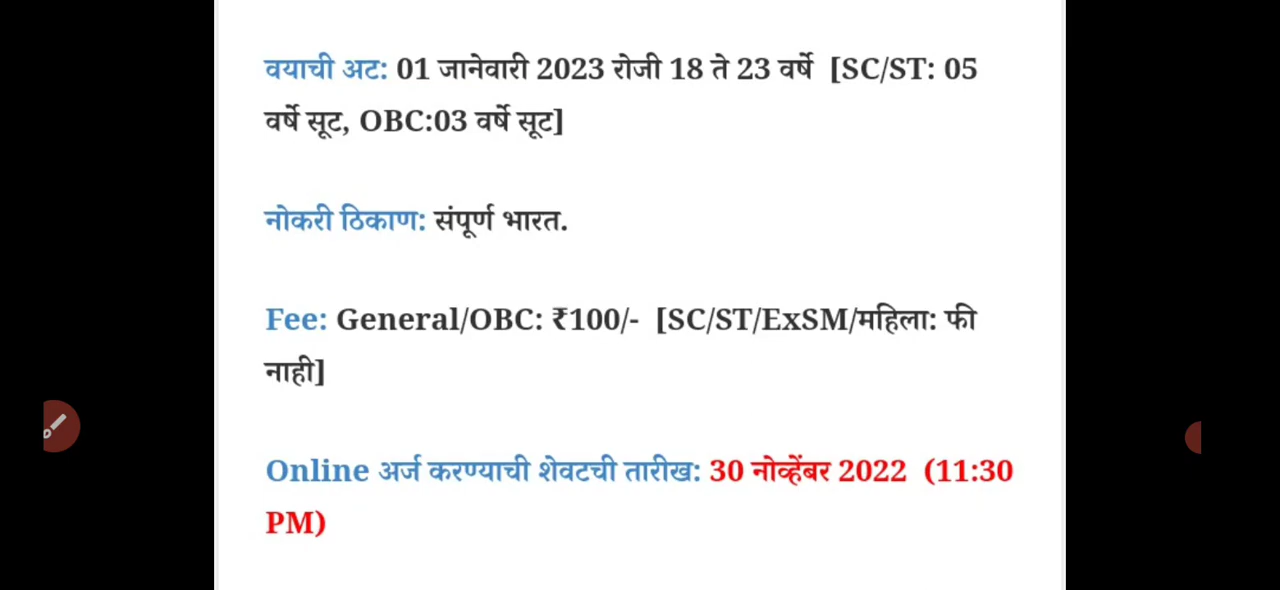 वयाची अट: 01 जानेवारी 2023 रोजी 18 ते 23 वर्षे [SC/ST: 05
वर्षे सूट, OBC:03 वर्षे सूट]
नोकरी ठिकाण: संपूर्ण भारत.
Fee: General/OBC: ₹100/- [SC/ST/ExSM/महिला: फी
नाही]
Online अर्ज करण्याची शेवटची तारीख: 30 नोव्हेंबर 2022 (11:30
PM)